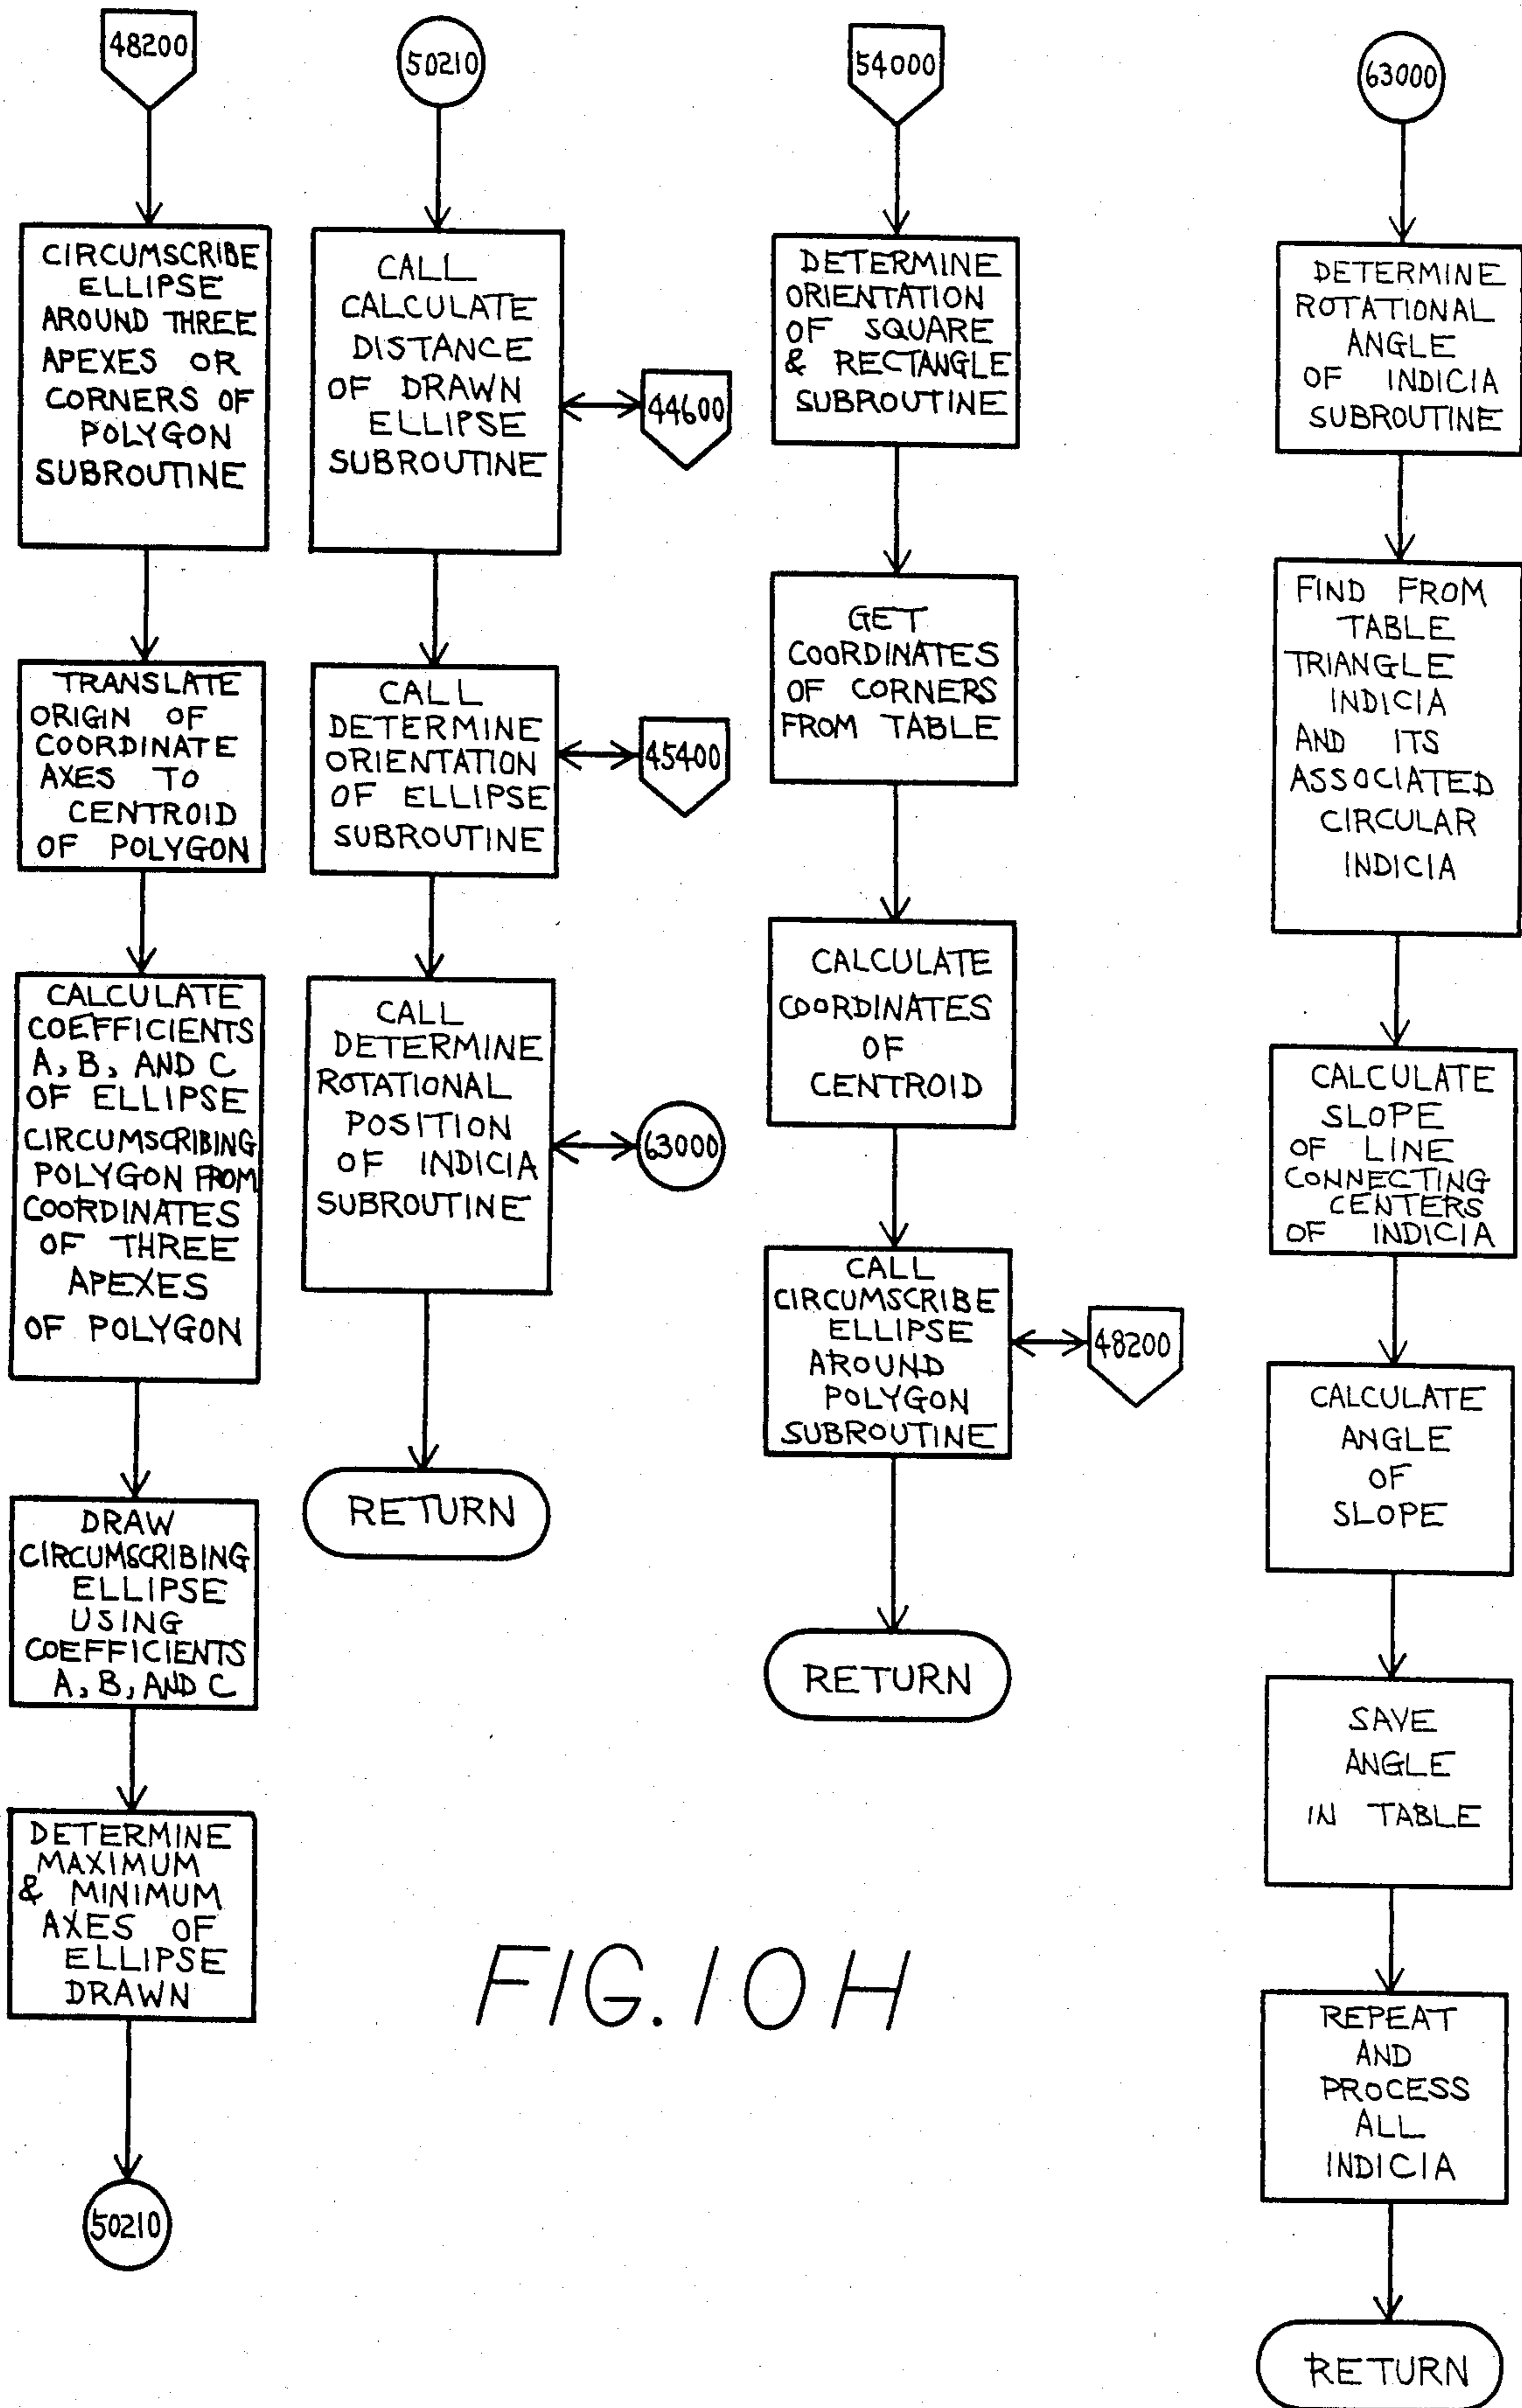 48200
CIRCUMSCRIBE
ELLIPSE
AROUND THREE
APEXES OR
CORNERS OF
POLYGON
SUBROUTINE
TRANSLATE
ORIGIN OF
COORDINATE
AXES TO
CENTROID
OF POLYGON
CALCULATE
COEFFICIENTS
A, B, AND C
OF ELLIPSE
CIRCUMSCRIBING
POLYGON FROM
COORDINATES
OF THREE
APEXES
OF POLYGON
DRAW
CIRCUMSCRIBING
ELLIPSE
USING
COEFFICIENTS
A, B, AND C
DETERMINE
MAXIMUM
& MINIMUM
AXES OF
ELLIPSE
DRAWN
50210
50210
CALL
CALCULATE
DISTANCE
OF DRAWN
ELLIPSE
SUBROUTINE
44600
CALL
DETERMINE
ORIENTATION
OF ELLIPSE
SUBROUTINE
45400
CALL
DETERMINE
ROTATIONAL
POSITION
OF INDICIA
SUBROUTINE
63000
RETURN
54000
DETERMINE
ORIENTATION
OF SQUARE
& RECTANGLE
SUBROUTINE
GET
COORDINATES
OF CORNERS
FROM TABLE
CALCULATE
COORDINATES
OF
CENTROID
CALL
CIRCUMSCRIBE
ELLIPSE
AROUND
POLYGON
SUBROUTINE
48200
RETURN
63000
DETERMINE
ROTATIONAL
ANGLE
OF INDICIA
SUBROUTINE
FIND FROM
TABLE
TRIANGLE
INDICIA
AND ITS
ASSOCIATED
CIRCULAR
INDICIA
CALCULATE
SLOPE
OF LINE
CONNECTING
CENTERS
OF INDICIA
CALCULATE
ANGLE
OF
SLOPE
SAVE
ANGLE
IN TABLE
REPEAT
AND
PROCESS
ALL
INDICIA
RETURN
FIG. 10H